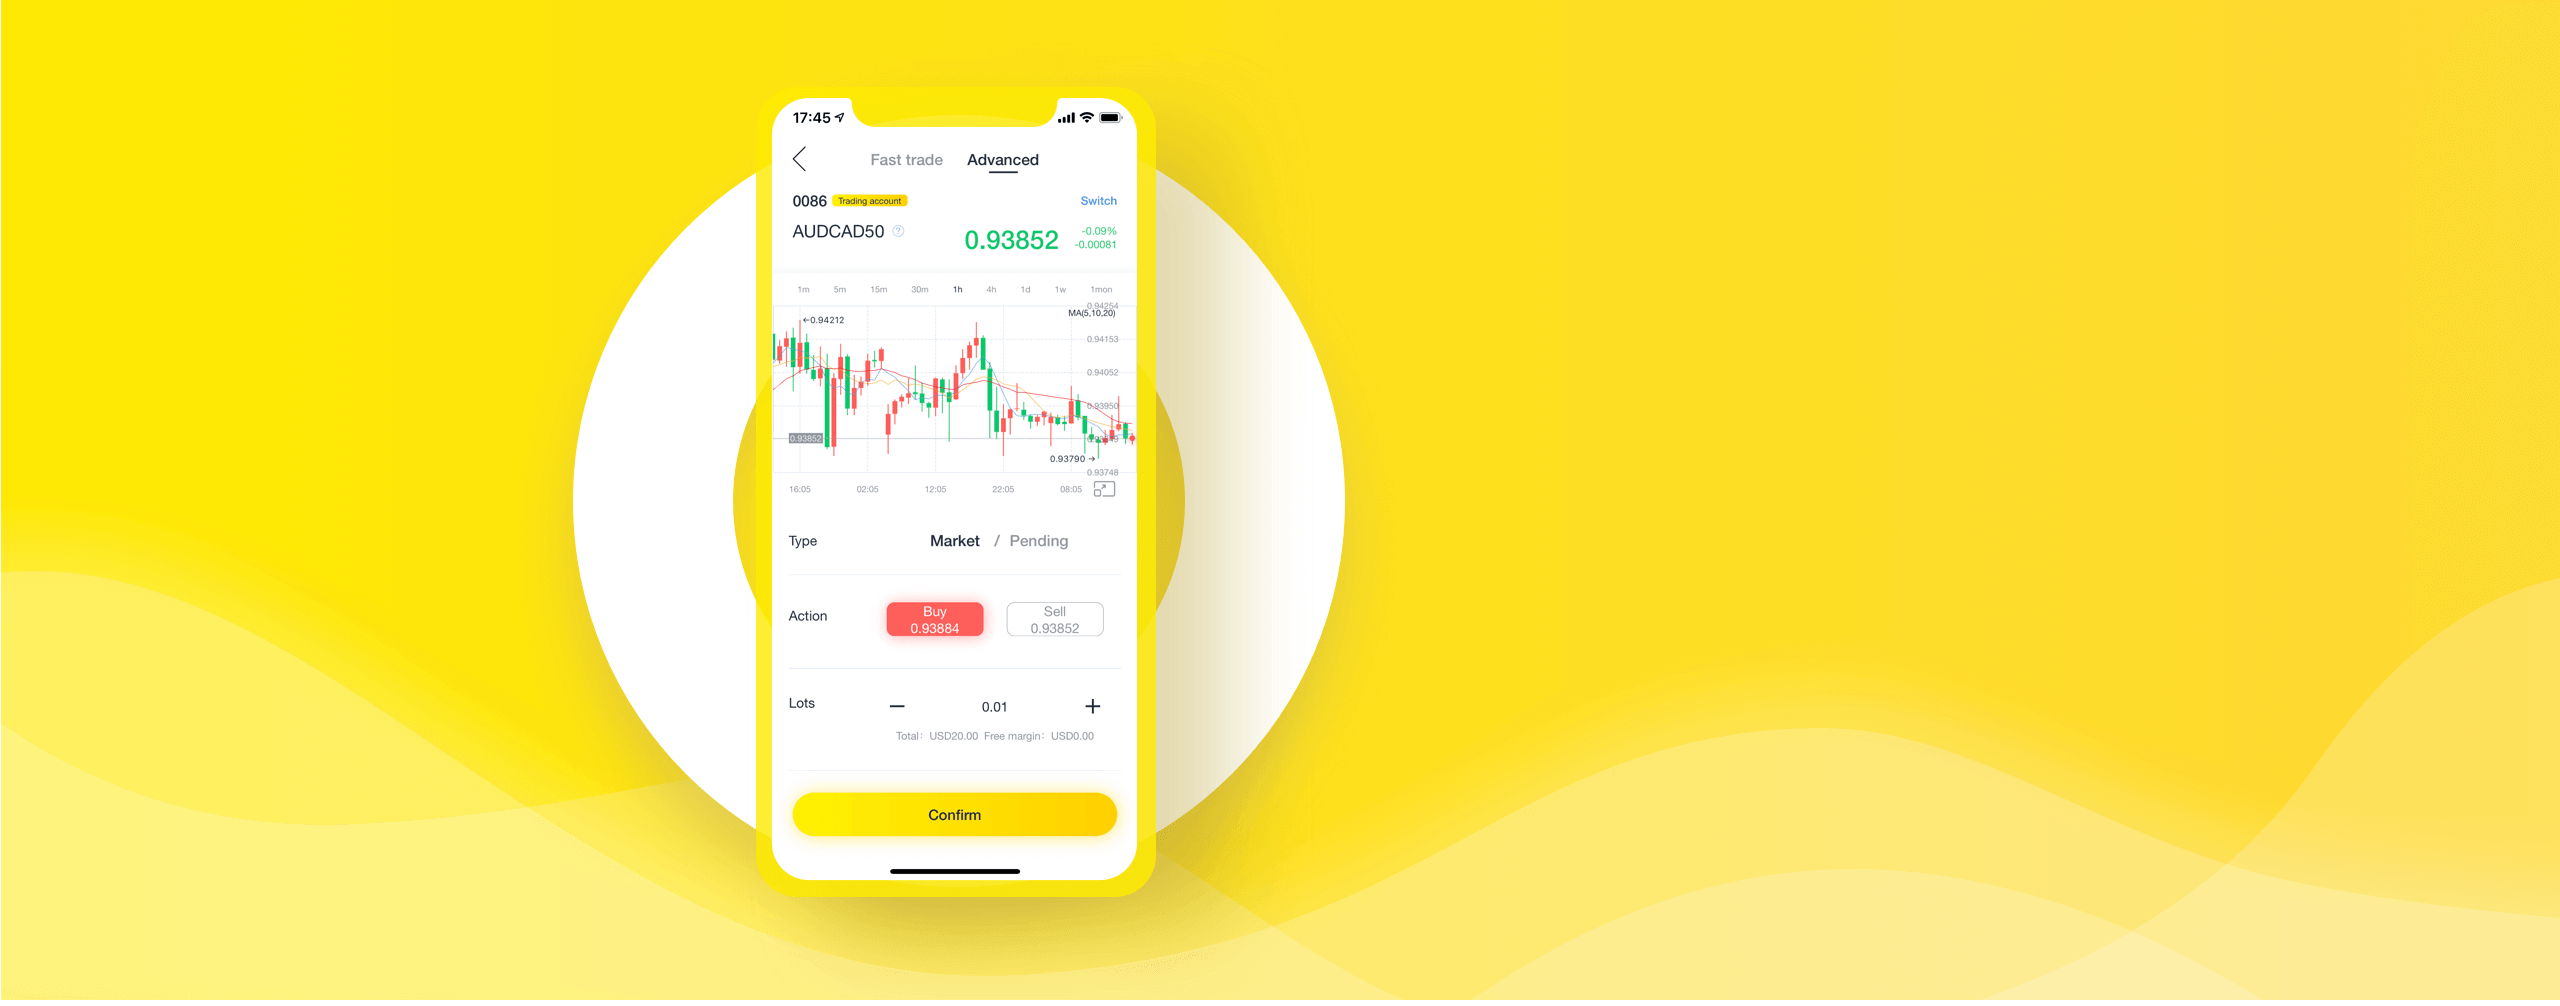 17:45
Fast trade Advanced
0086 Trading account Switch
AUDCAD50 ? 0.93852 -0.09%
-0.00081
1m 5m 15m 30m 1h 4h 1d 1w 1mon
0.94254
MA(5,10,20)
←0.94212
0.94153
0.94052
0.93950
0.93852
0.93790 →
0.93748
16:05 02:05 12:05 22:05 08:05
Type Market / Pending
Action Buy Sell
0.93884 0.93852
Lots — 0.01 +
Total: USD20.00 Free margin: USD0.00
Confirm